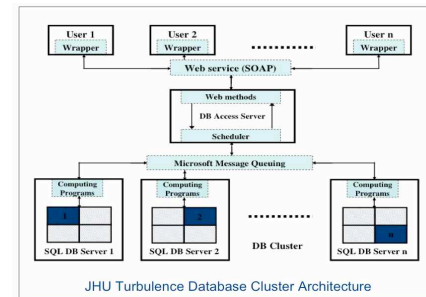 User 1 User 2 User n
Wrapper Wrapper Wrapper
Web service (SOAP)
Web methods
DB Access Server
Scheduler
Microsoft Message Queuing
Computing Programs Computing Programs Computing Programs
1 2 n
DB Cluster
SQL DB Server 1 SQL DB Server 2 SQL DB Server n
JHU Turbulence Database Cluster Architecture